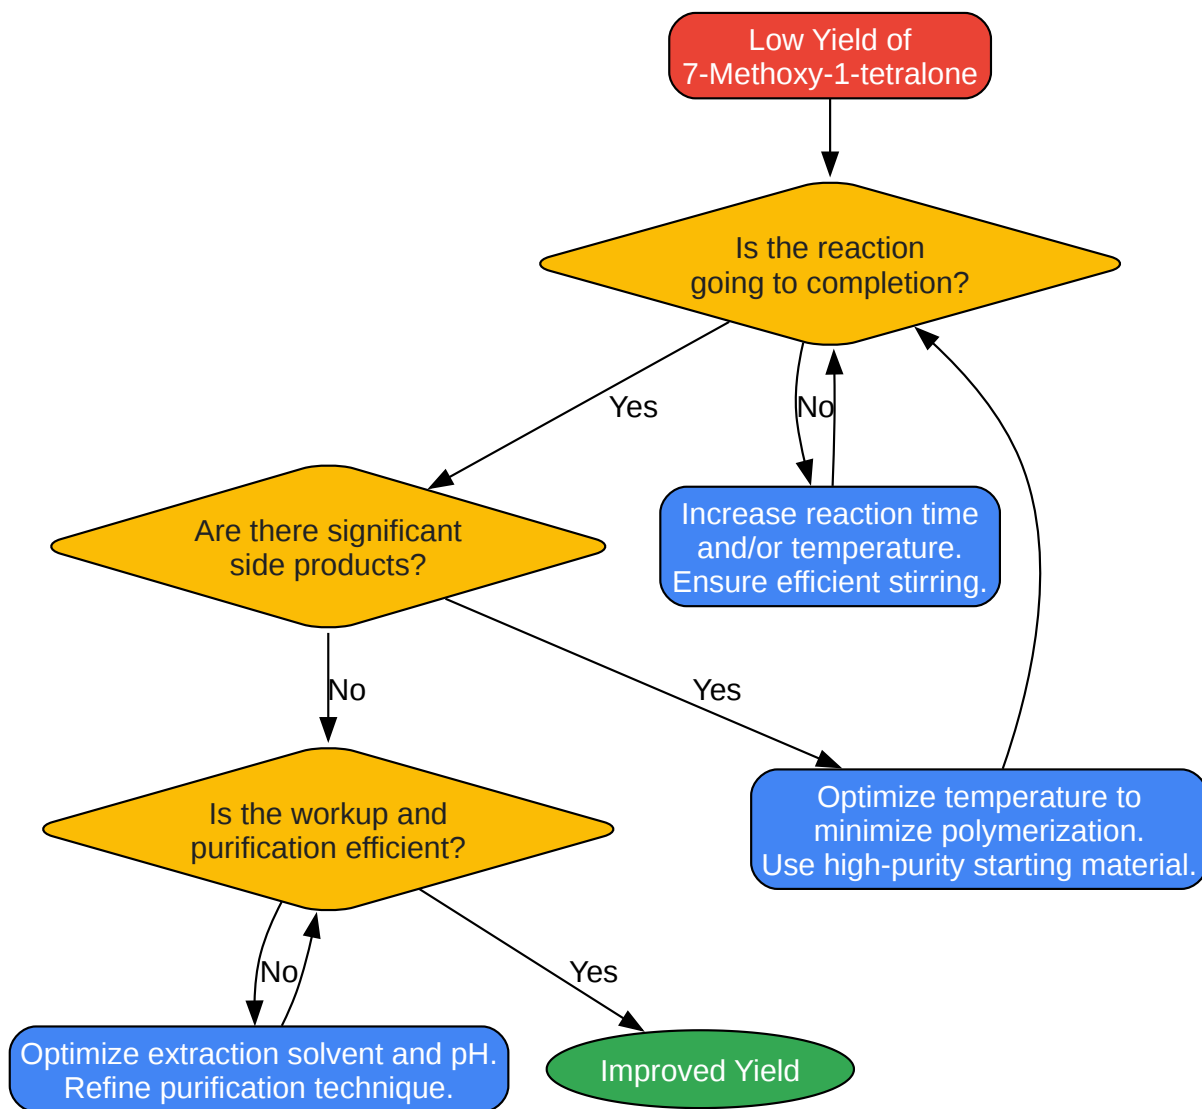 Low Yield of
7-Methoxy-1-tetralone
Is the reaction
going to completion?
Yes
No
Are there significant
side products?
Increase reaction time
and/or temperature.
Ensure efficient stirring.
No
Yes
Is the workup and
purification efficient?
Optimize temperature to
minimize polymerization.
Use high-purity starting material.
No
Yes
Optimize extraction solvent and pH.
Refine purification technique.
Improved Yield